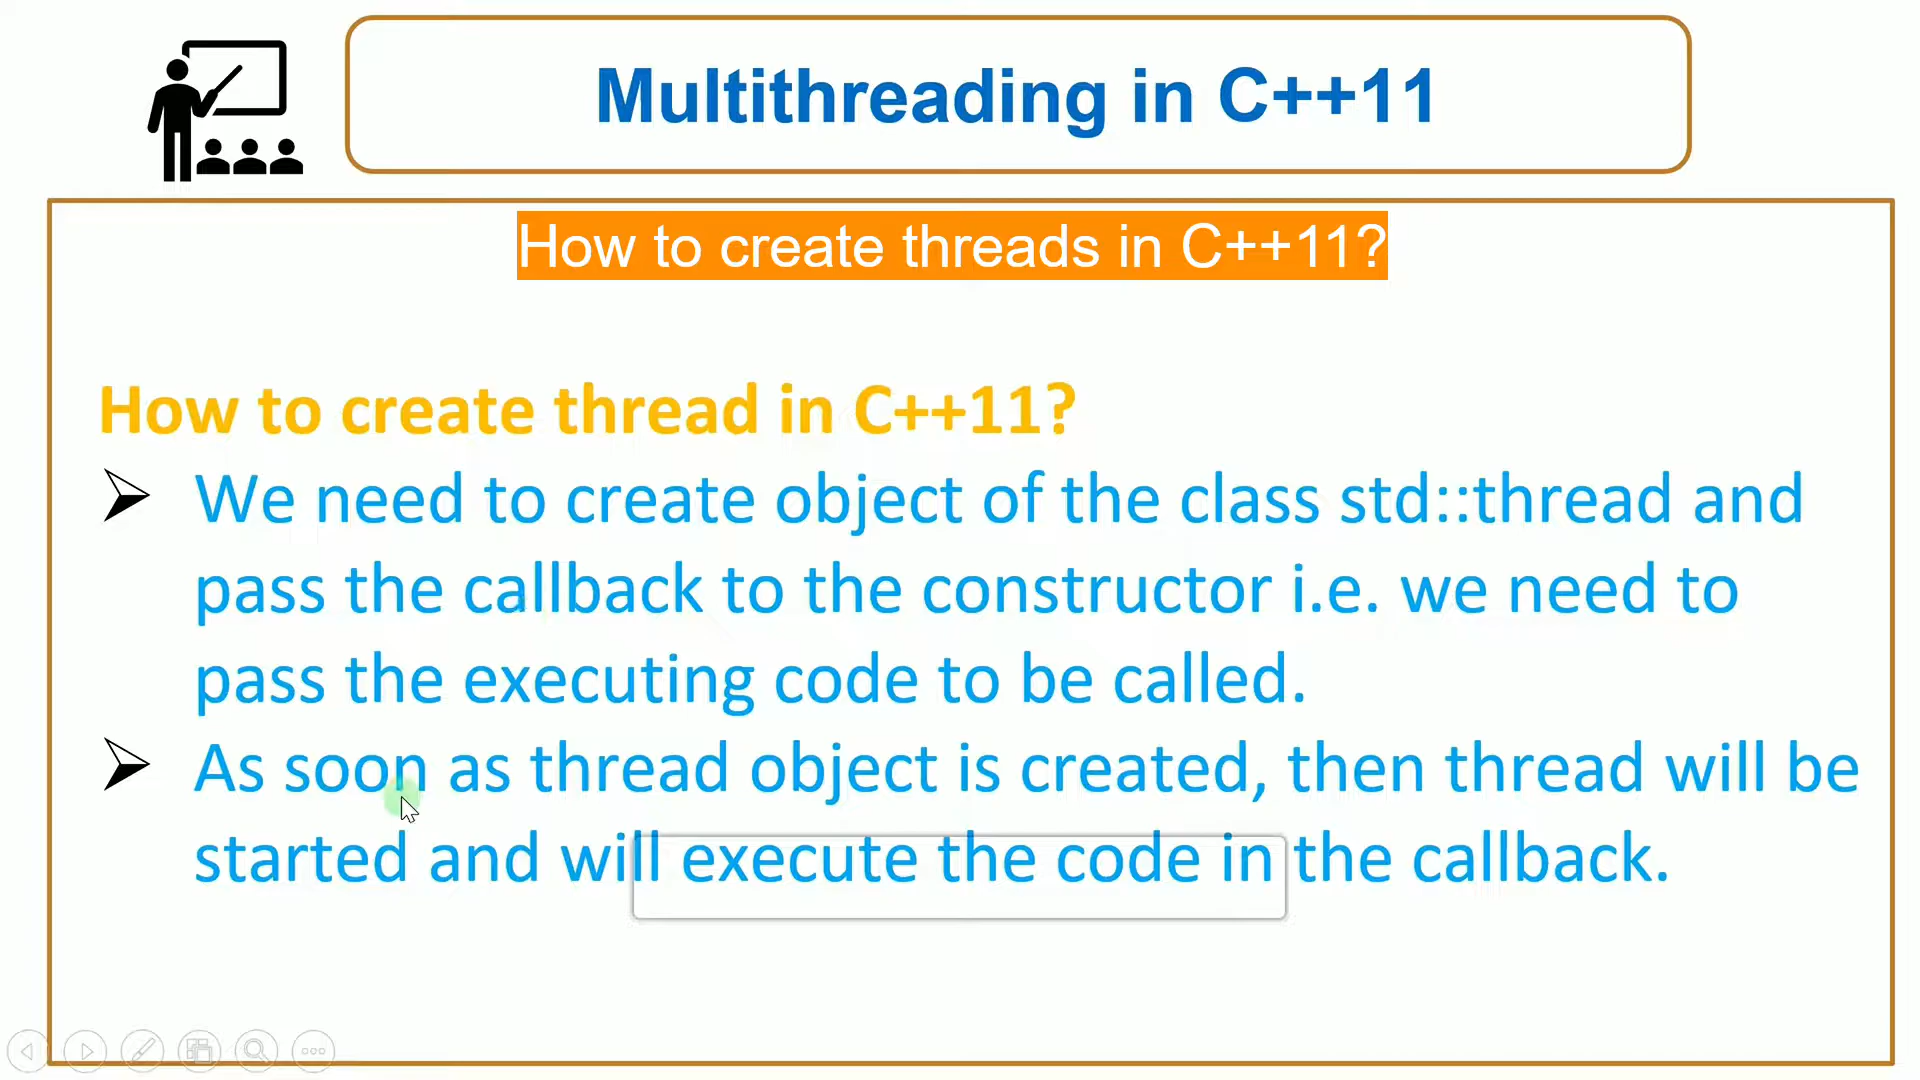 Multithreading in C++11
How to create threads in C++11?
How to create thread in C++11?
We need to create object of the class std::thread and
pass the callback to the constructor i.e. we need to
pass the executing code to be called.
As soon as thread object is created, then thread will be
started and will execute the code in the callback.